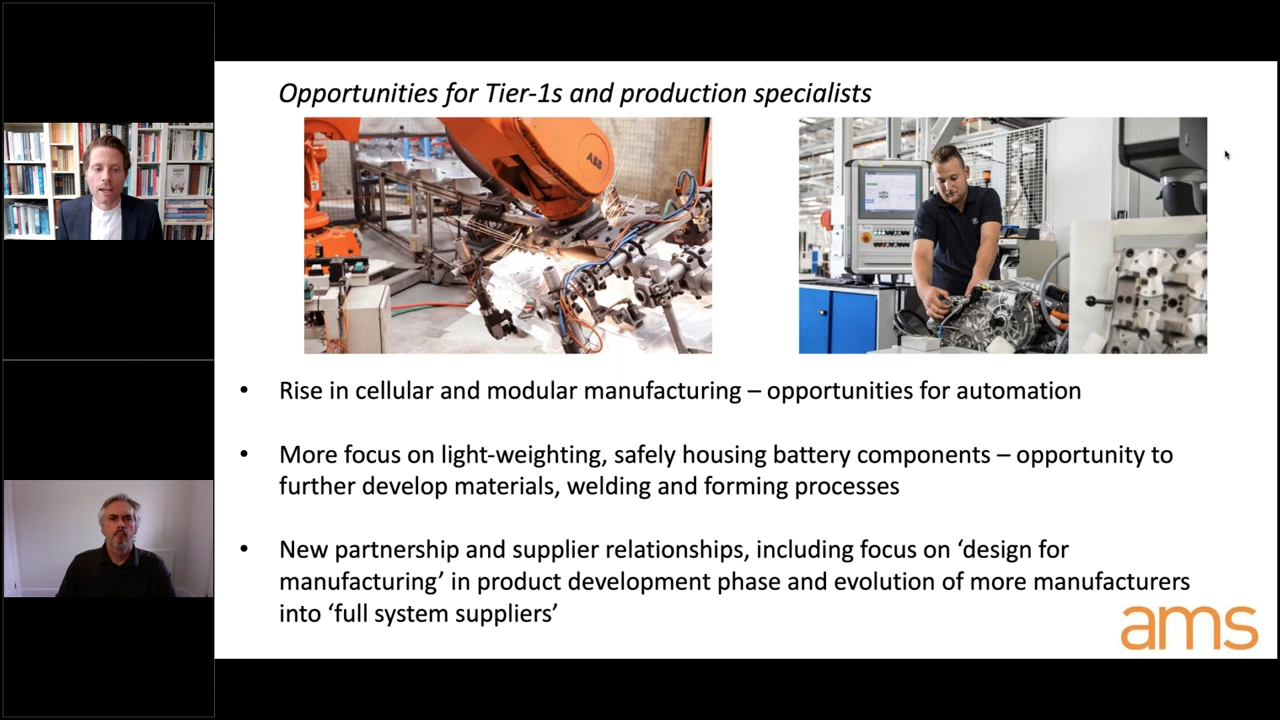 Opportunities for Tier-1s and production specialists
ABB
• Rise in cellular and modular manufacturing – opportunities for automation
• More focus on light-weighting, safely housing battery components – opportunity to
further develop materials, welding and forming processes
• New partnership and supplier relationships, including focus on ‘design for
manufacturing’ in product development phase and evolution of more manufacturers
into ‘full system suppliers’
ams